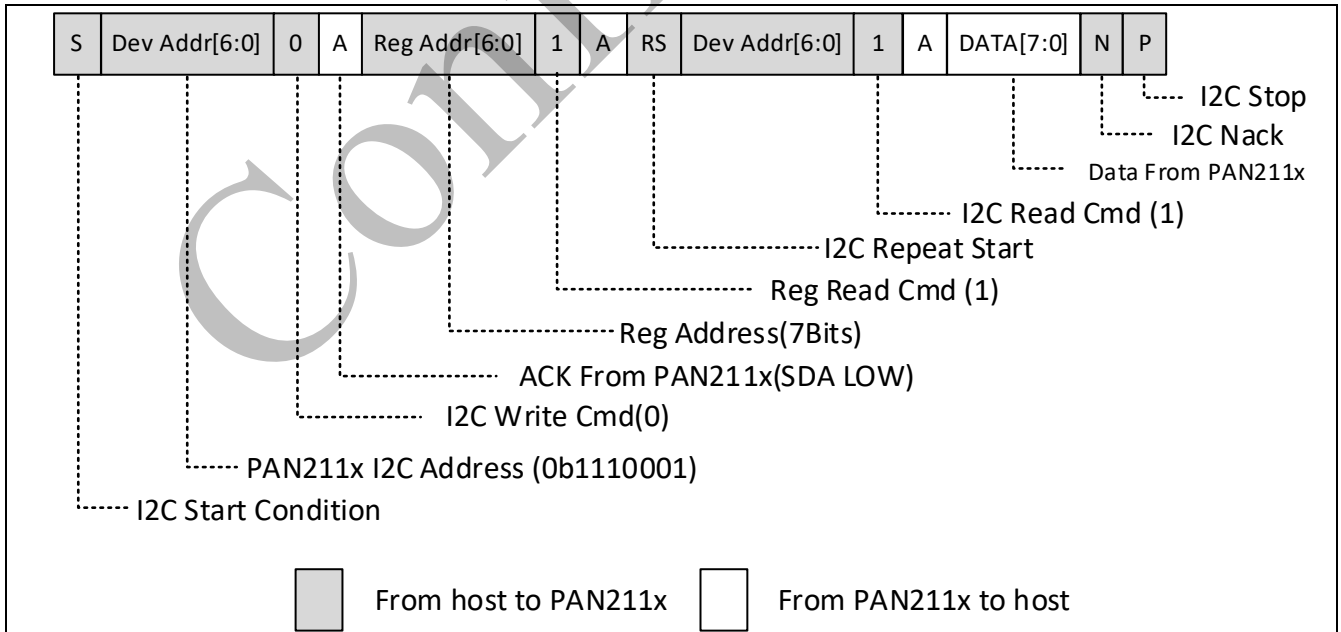 S Dev Addr[6:0] 0 A Reg Addr[6:0] 1 A RS Dev Addr[6:0] 1 A DATA[7:0] N P
I2C Stop
I2C Nack
Data From PAN211x
I2C Read Cmd (1)
I2C Repeat Start
Reg Read Cmd (1)
Reg Address(7Bits)
ACK From PAN211x(SDA LOW)
I2C Write Cmd(0)
PAN211x I2C Address (0b1110001)
I2C Start Condition
From host to PAN211x From PAN211x to host